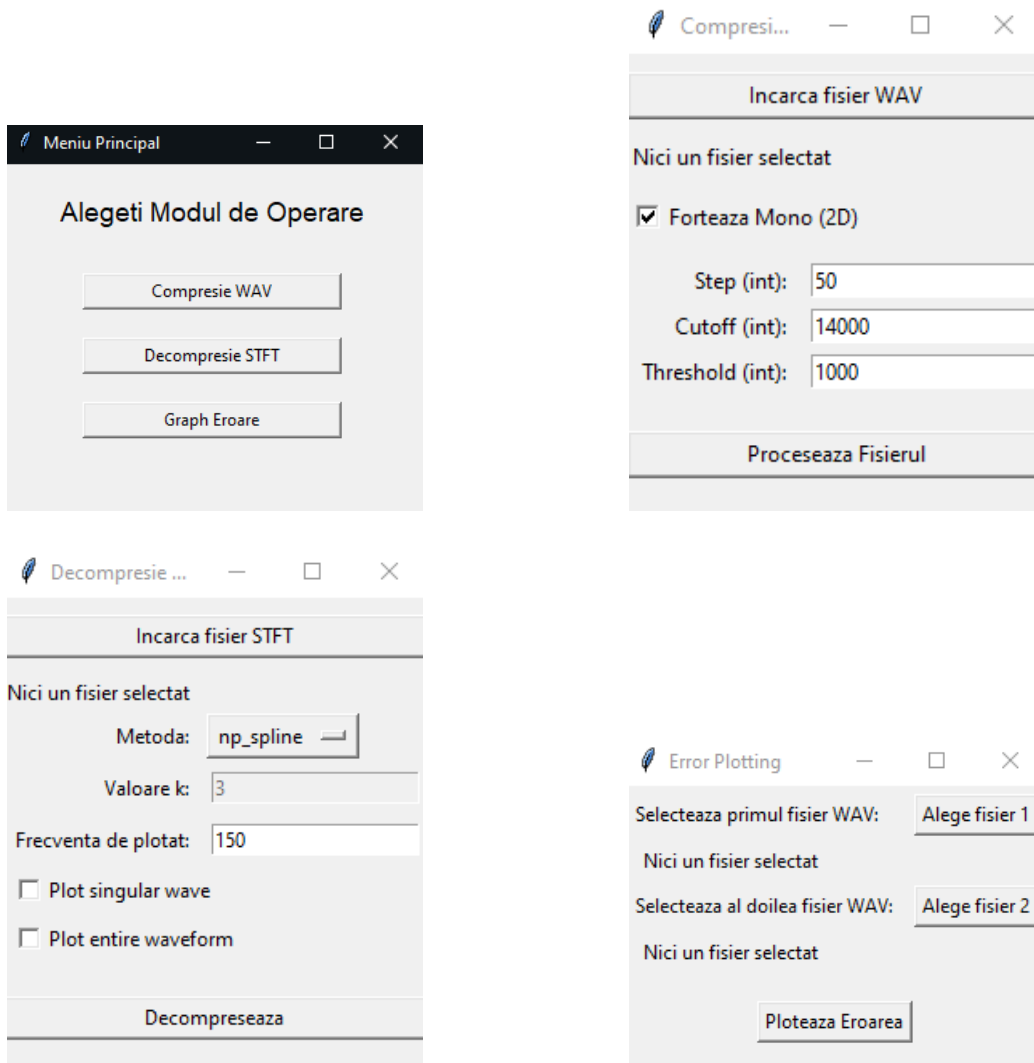 Meniu Principal
Alegeti Modul de Operare
Compresie WAV
Decompresie STFT
Graph Eroare
Compresi...
Incarca fisier WAV
Nici un fisier selectat
Forteaza Mono (2D)
Step (int): 50
Cutoff (int): 14000
Threshold (int): 1000
Proceseaza Fisierul
Decompresie ...
Incarca fisier STFT
Nici un fisier selectat
Metoda: np_spline
Valoare k: 3
Frecventa de plotat: 150
Plot singular wave
Plot entire waveform
Decompreseaza
Error Plotting
Selecteaza primul fisier WAV: Alege fisier 1
Nici un fisier selectat
Selecteaza al doilea fisier WAV: Alege fisier 2
Nici un fisier selectat
Ploteaza Eroarea